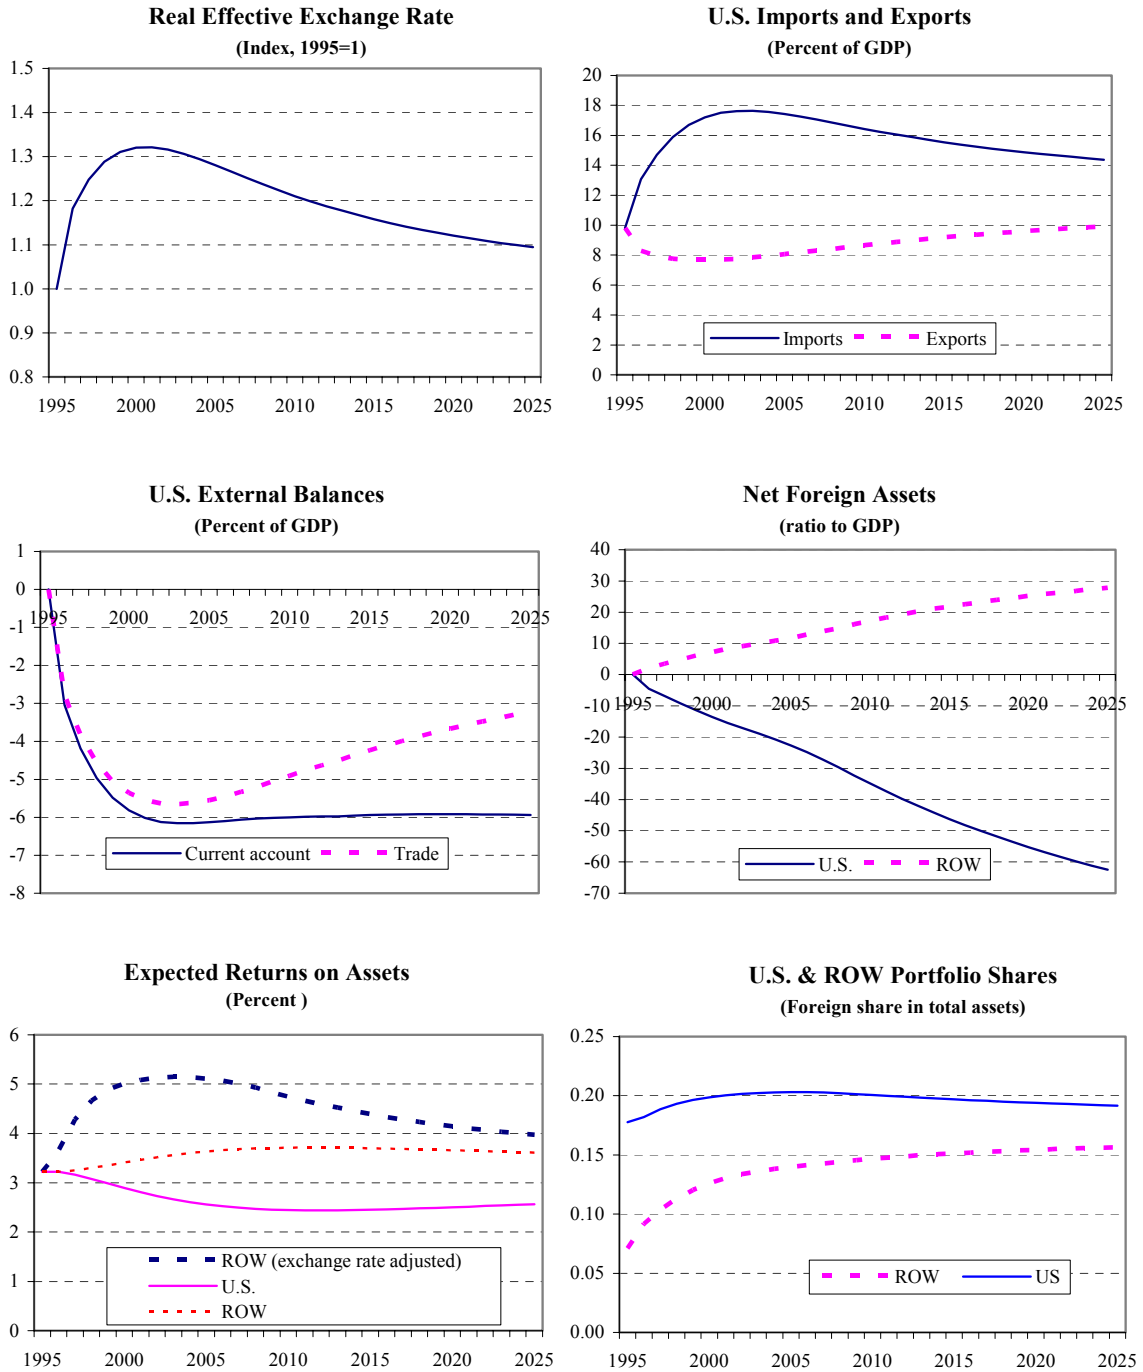 Real Effective Exchange Rate
(Index, 1995=1)
1.5
1.4
1.3
1.2
1.1
1.0
0.9
0.8
1995 2000 2005 2010 2015 2020 2025
U.S. Imports and Exports
(Percent of GDP)
20
18
16
14
12
10
8
6
4
2
0
Imports Exports
1995 2000 2005 2010 2015 2020 2025
U.S. External Balances
(Percent of GDP)
1
0
-1
-2
-3
-4
-5
-6
-7
-8
1995 2000 2005 2010 2015 2020 2025
Current account Trade
Net Foreign Assets
(ratio to GDP)
40
30
20
10
0
-10
-20
-30
-40
-50
-60
-70
1995 2000 2005 2010 2015 2020 2025
U.S. ROW
Expected Returns on Assets
(Percent )
6
5
4
3
2
1
0
ROW (exchange rate adjusted)
U.S.
ROW
1995 2000 2005 2010 2015 2020 2025
U.S. & ROW Portfolio Shares
(Foreign share in total assets)
0.25
0.20
0.15
0.10
0.05
0.00
ROW US
1995 2000 2005 2010 2015 2020 2025